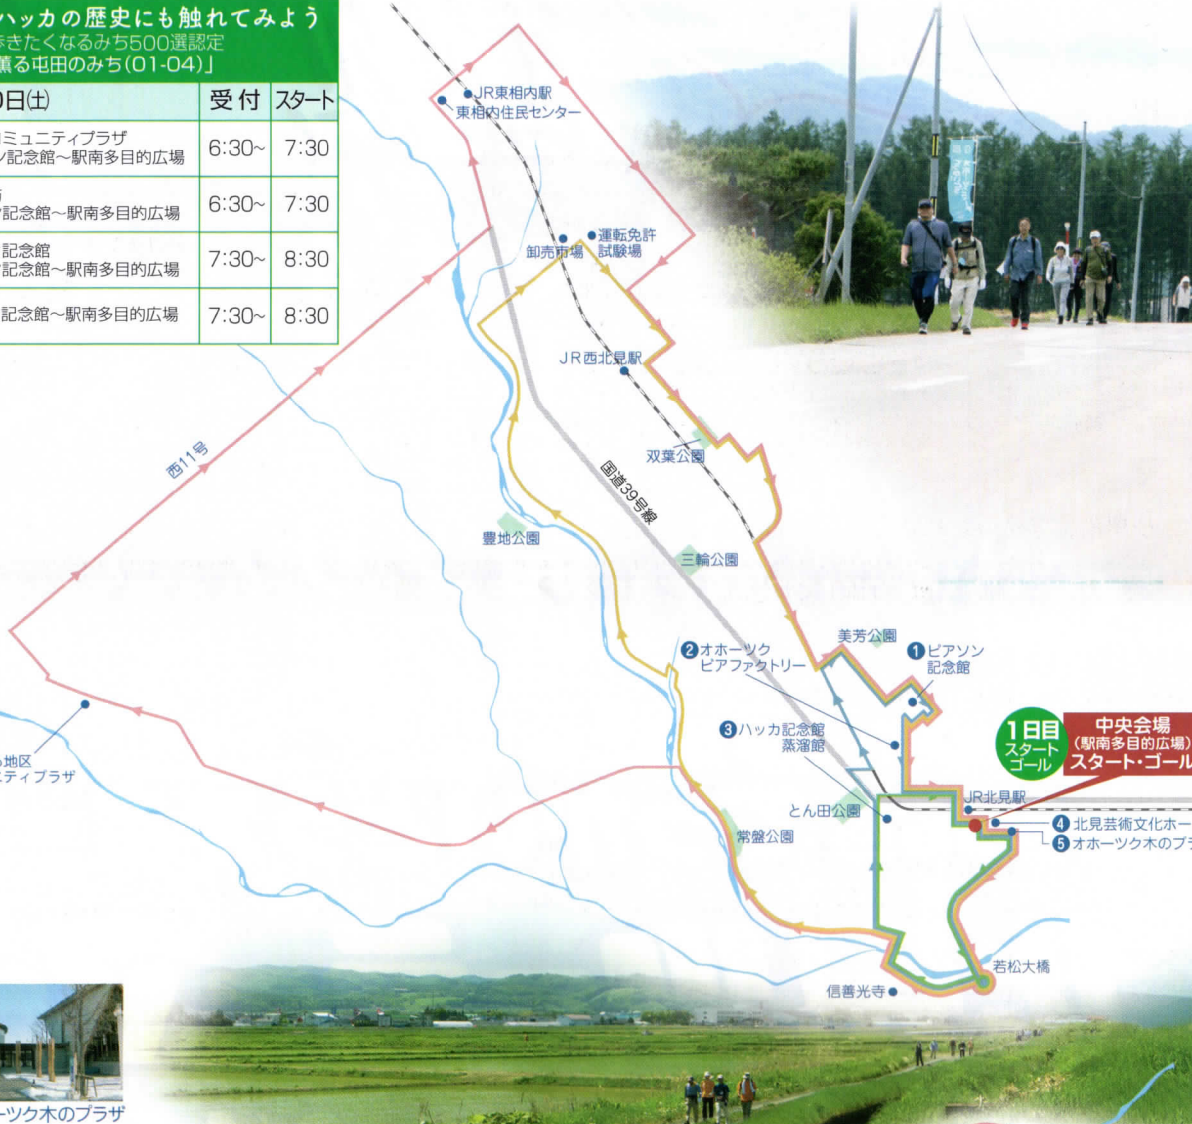 ハッカの歴史にも触れてみよう
歩きたくなるみち500選認定
薫る屯田のみち(01-04)」
0日(土) 受付 スタート
コミュニティプラザ
ン記念館～駅南多目的広場 6:30~ 7:30
記念館～駅南多目的広場 6:30~ 7:30
記念館
記念館～駅南多目的広場 7:30~ 8:30
記念館～駅南多目的広場 7:30~ 8:30
JR東相内駅
東相内住民センター
卸売市場
運転免許
試験場
JR西北見駅
西11号
双葉公園
国道39号線
豊地公園
三輪公園
美芳公園
❶ピアソン
記念館
❷オホーツク
ビアファクトリー
❸ハッカ記念館
蒸溜館
1日目
スタート
ゴール
中央会場
(駅南多目的広場)
スタート・ゴール
地区
ニティプラザ
とん田公園
JR北見駅
❹北見芸術文化ホー
❺オホーツク木のプラ
常盤公園
若松大橋
信善光寺
ーツク木のプラザ